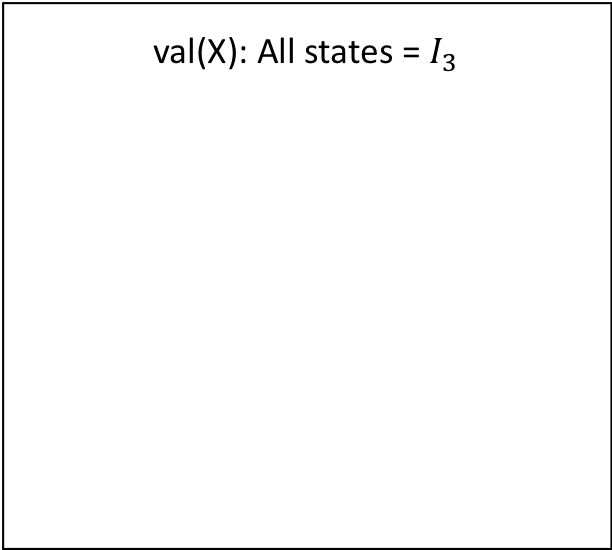 val(X): All states = I₃